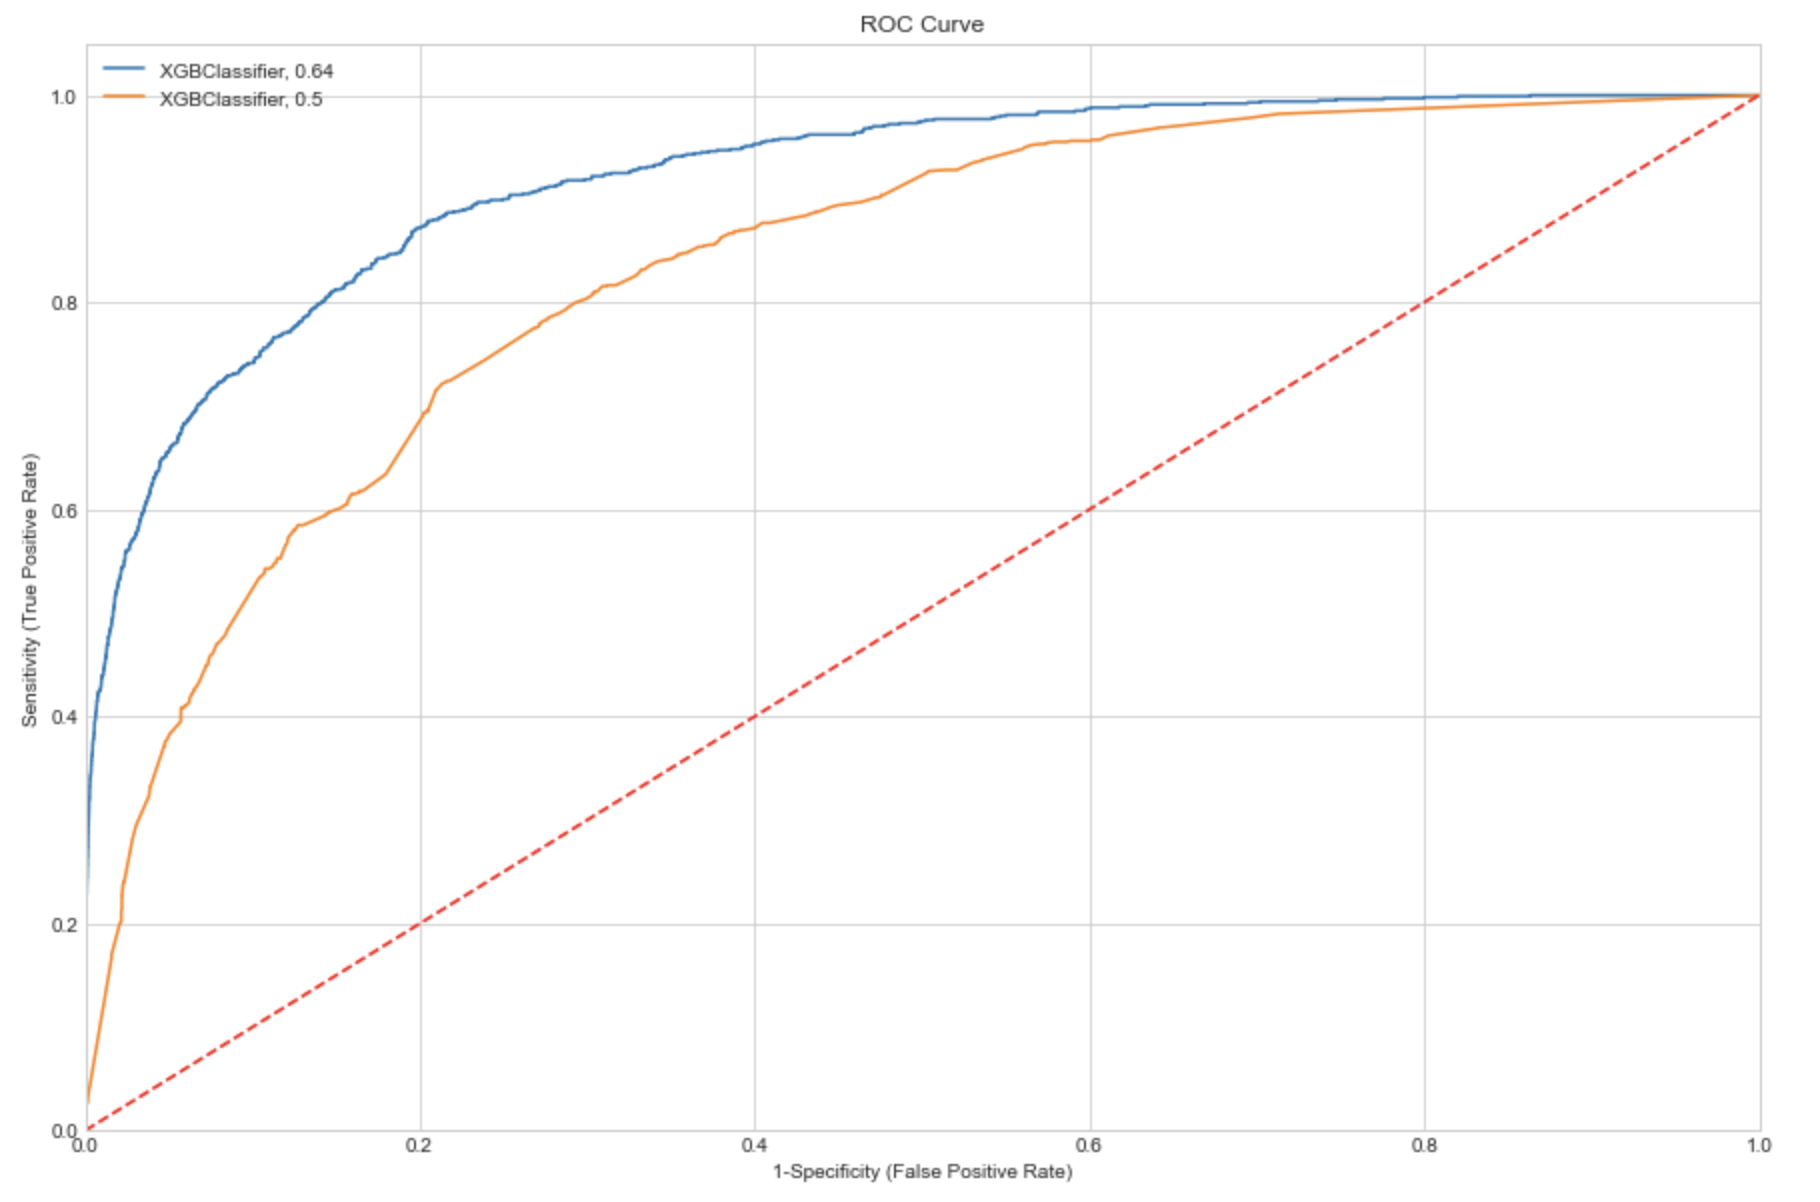 ROC Curve
XGBClassifier, 0.64
XGBClassifier, 0.5
1.0
0.8
0.6
0.4
0.2
0.0
Sensitivity (True Positive Rate)
0.0 0.2 0.4 0.6 0.8 1.0
1-Specificity (False Positive Rate)